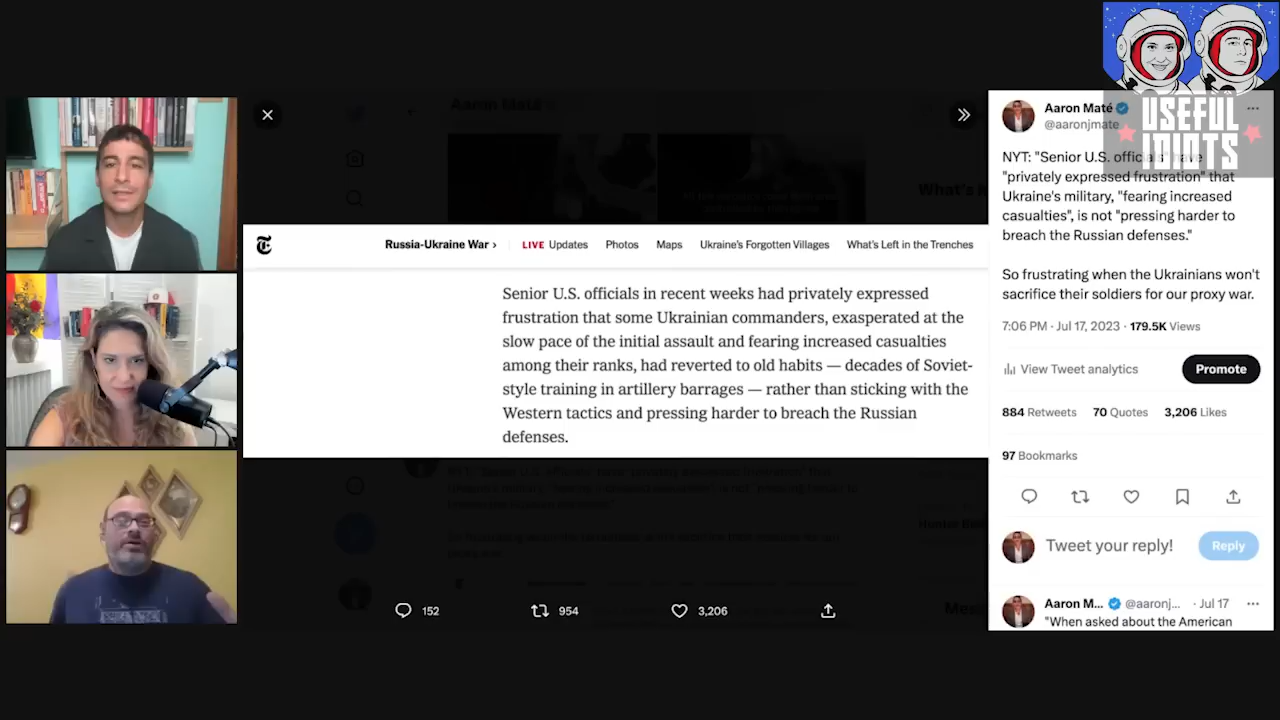 USEFUL
IDIOTS
Aaron Maté
Russia-Ukraine War ›
LIVE Updates
Photos
Maps
Ukraine's Forgotten Villages
What's Left in the Trenches
Senior U.S. officials in recent weeks had privately expressed
frustration that some Ukrainian commanders, exasperated at the
slow pace of the initial assault and fearing increased casualties
among their ranks, had reverted to old habits — decades of Soviet-
style training in artillery barrages — rather than sticking with the
Western tactics and pressing harder to breach the Russian
defenses.
152
954
3,206
Aaron Maté
@aaronjmate
NYT: "Senior U.S. officials" have
"privately expressed frustration" that
Ukraine's military, "fearing increased
casualties", is not "pressing harder to
breach the Russian defenses."
So frustrating when the Ukrainians won't
sacrifice their soldiers for our proxy war.
7:06 PM · Jul 17, 2023 · 179.5K Views
View Tweet analytics
Promote
884 Retweets 70 Quotes 3,206 Likes
97 Bookmarks
Tweet your reply!
Reply
Aaron M... @aaronj... · Jul 17
"When asked about the American